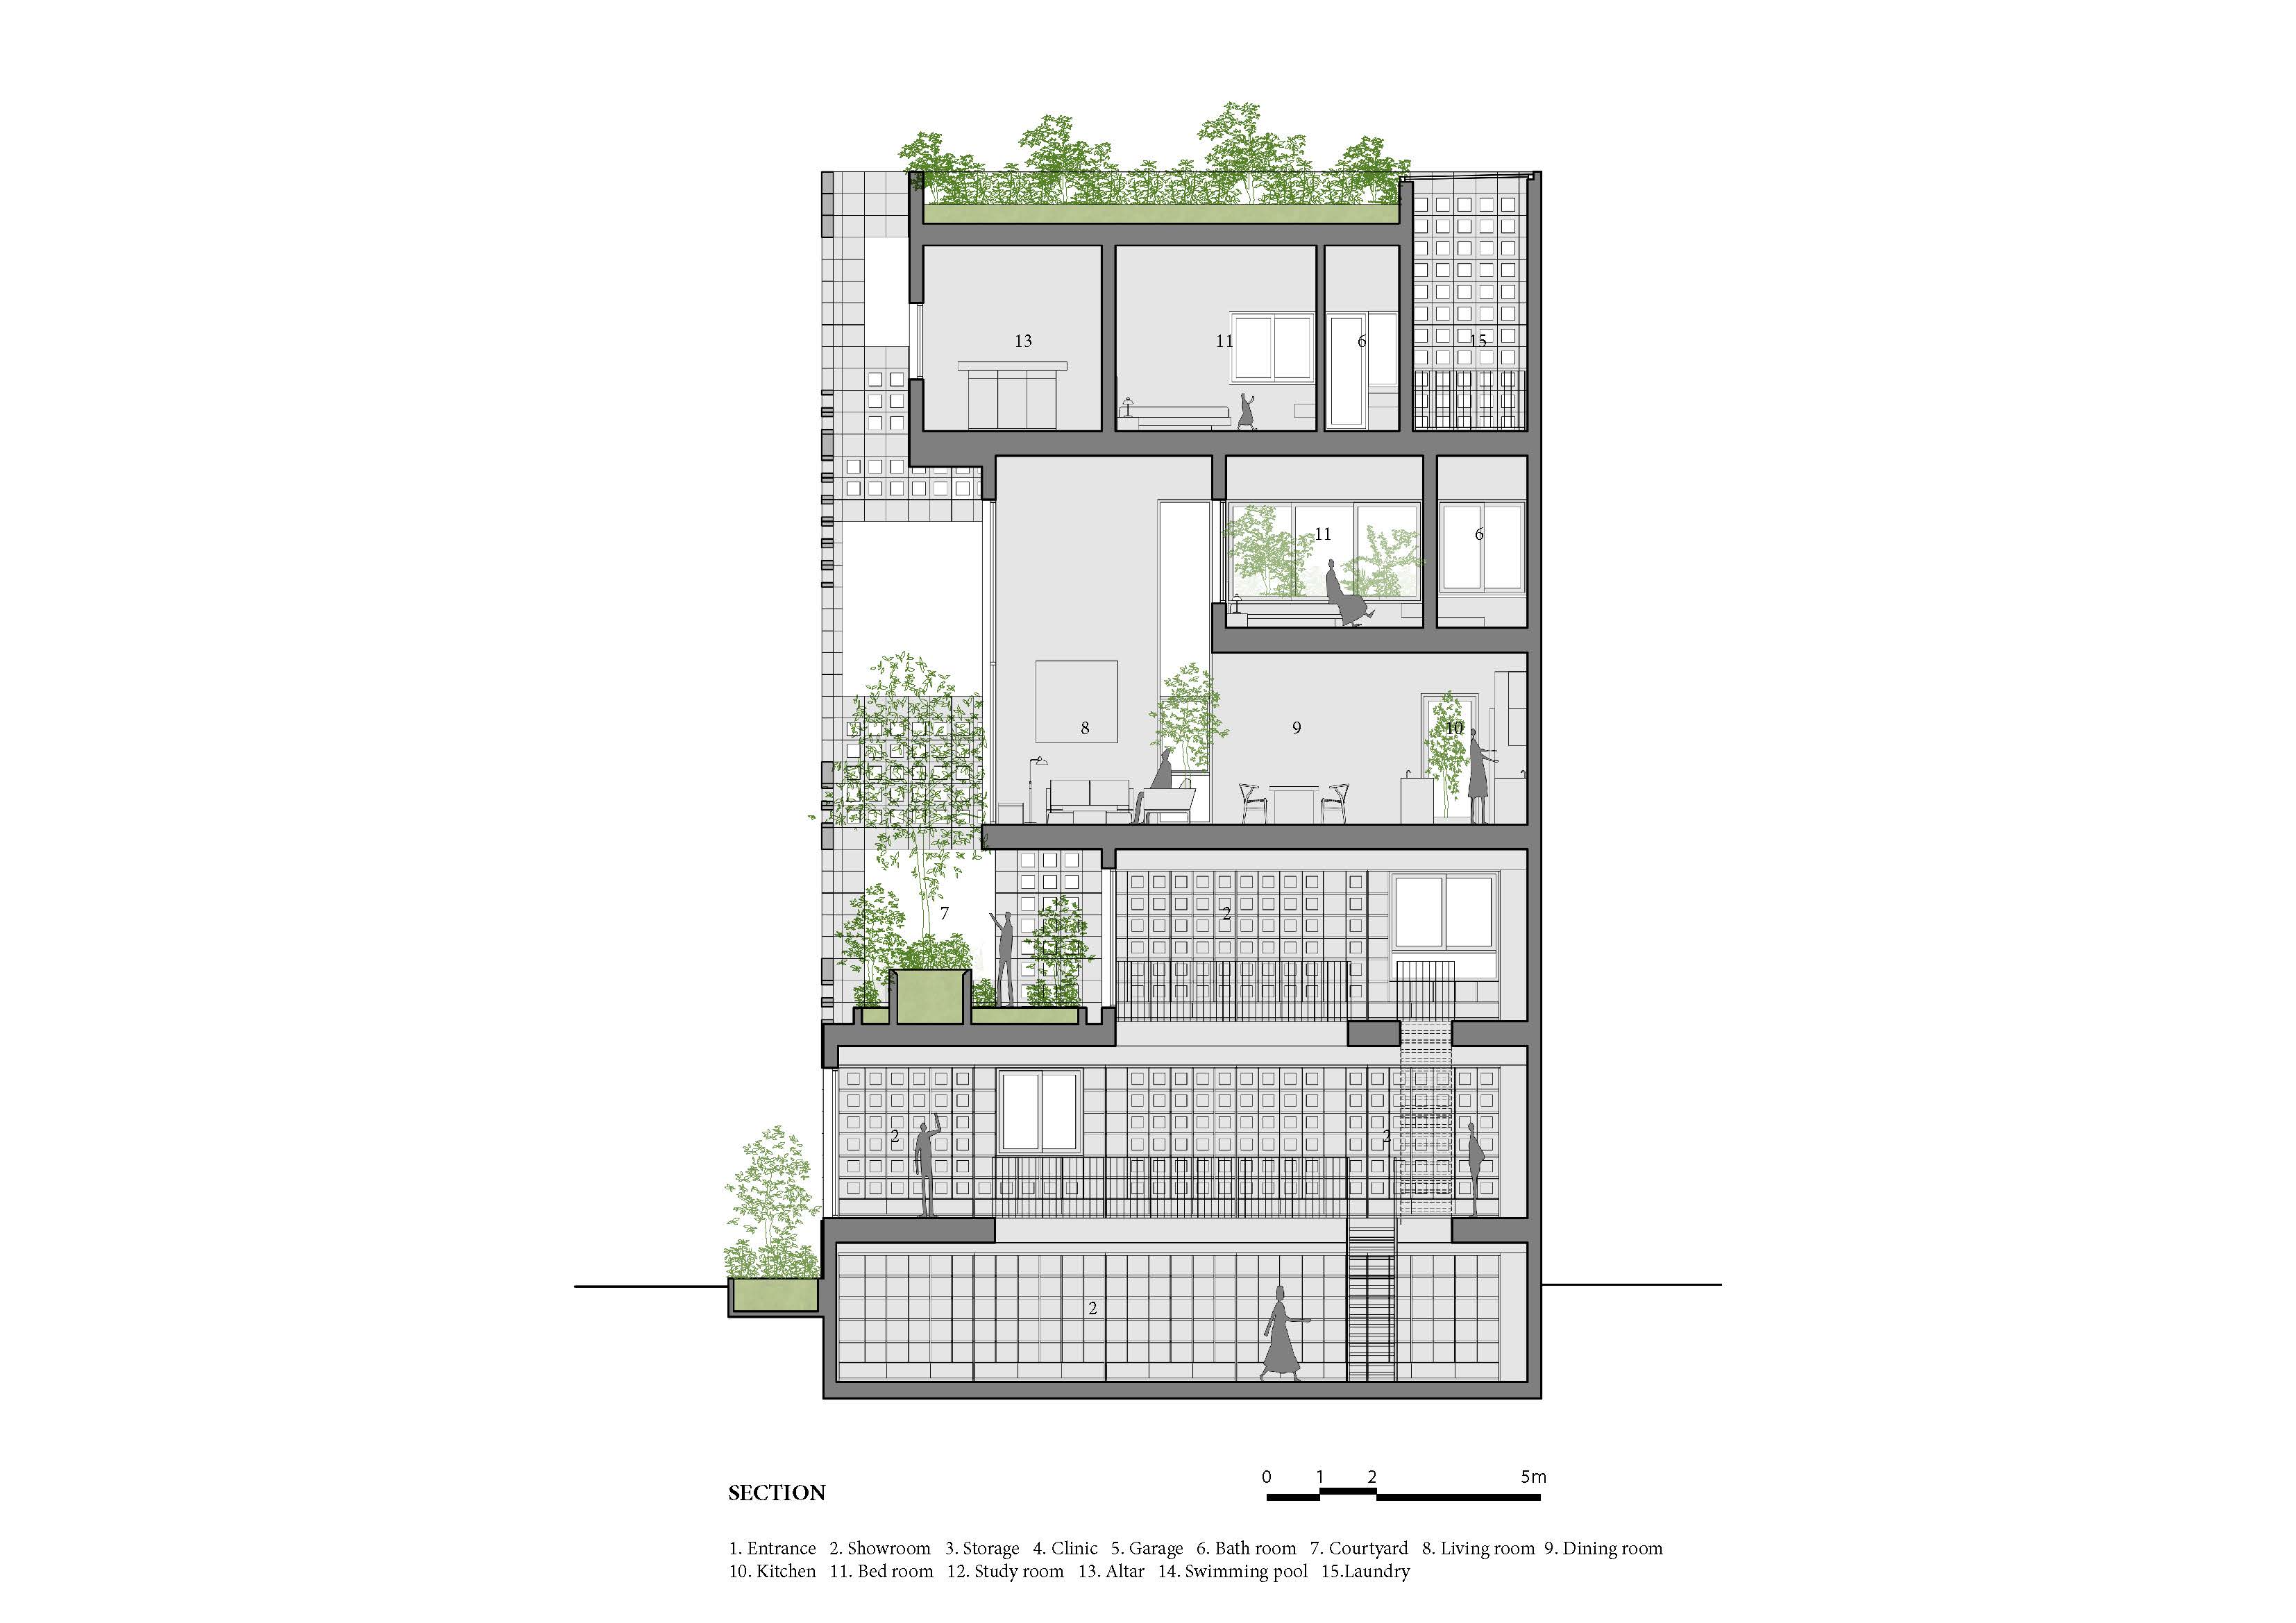 13 11 6 15
11 6
8 9 10
7 2
2 2
2
0 1 2 5m
SECTION
1. Entrance 2. Showroom 3. Storage 4. Clinic 5. Garage 6. Bath room 7. Courtyard 8. Living room 9. Dining room
10. Kitchen 11. Bed room 12. Study room 13. Altar 14. Swimming pool 15.Laundry